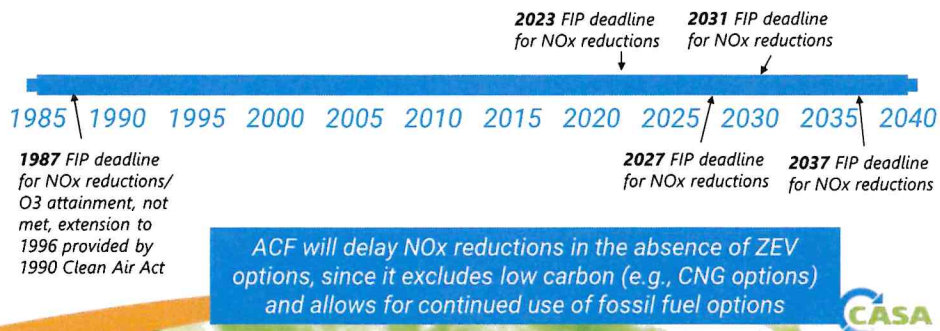 2023 FIP deadline
for NOx reductions
2031 FIP deadline
for NOx reductions
1985 1990 1995 2000 2005 2010 2015 2020 2025 2030 2035 2040
1987 FIP deadline
for NOx reductions/
O3 attainment, not
met, extension to
1996 provided by
1990 Clean Air Act
2027 FIP deadline
for NOx reductions
2037 FIP deadline
for NOx reductions
ACF will delay NOx reductions in the absence of ZEV
options, since it excludes low carbon (e.g., CNG options)
and allows for continued use of fossil fuel options
CASA